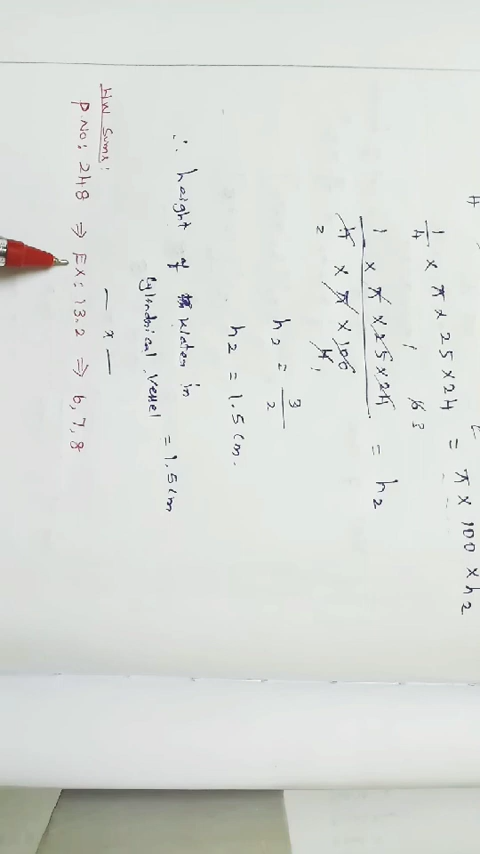 1/4 × π × 25 × 24 = π × 100 × h₂
1 × π × 25 × 24 / 4 × π × 100 = h₂
h₂ = 3/2
h₂ = 1.5 cm.
∴ height of water in
cylindrical vessel = 1.5 cm
— x —
HW Sums:
P.No: 248 ⇒ Ex: 13.2 ⇒ 6, 7, 8